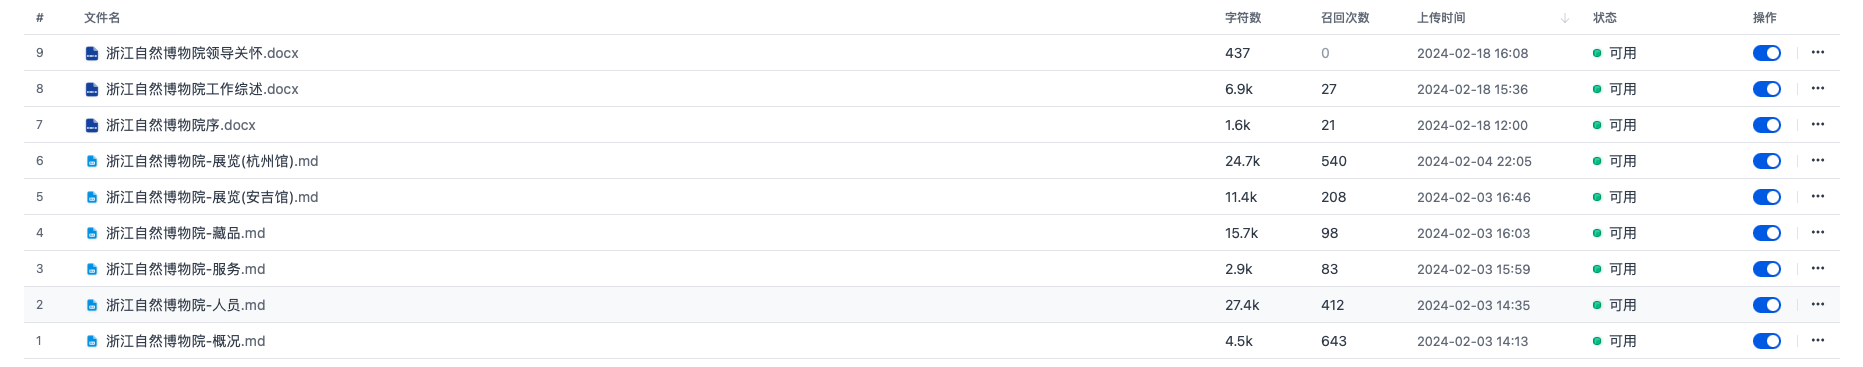 # 文件名 字符数 召回次数 上传时间 ↓ 状态 操作
9 浙江自然博物院领导关怀.docx 437 0 2024-02-18 16:08 可用
8 浙江自然博物院工作综述.docx 6.9k 27 2024-02-18 15:36 可用
7 浙江自然博物院序.docx 1.6k 21 2024-02-18 12:00 可用
6 浙江自然博物院-展览(杭州馆).md 24.7k 540 2024-02-04 22:05 可用
5 浙江自然博物院-展览(安吉馆).md 11.4k 208 2024-02-03 16:46 可用
4 浙江自然博物院-藏品.md 15.7k 98 2024-02-03 16:03 可用
3 浙江自然博物院-服务.md 2.9k 83 2024-02-03 15:59 可用
2 浙江自然博物院-人员.md 27.4k 412 2024-02-03 14:35 可用
1 浙江自然博物院-概况.md 4.5k 643 2024-02-03 14:13 可用